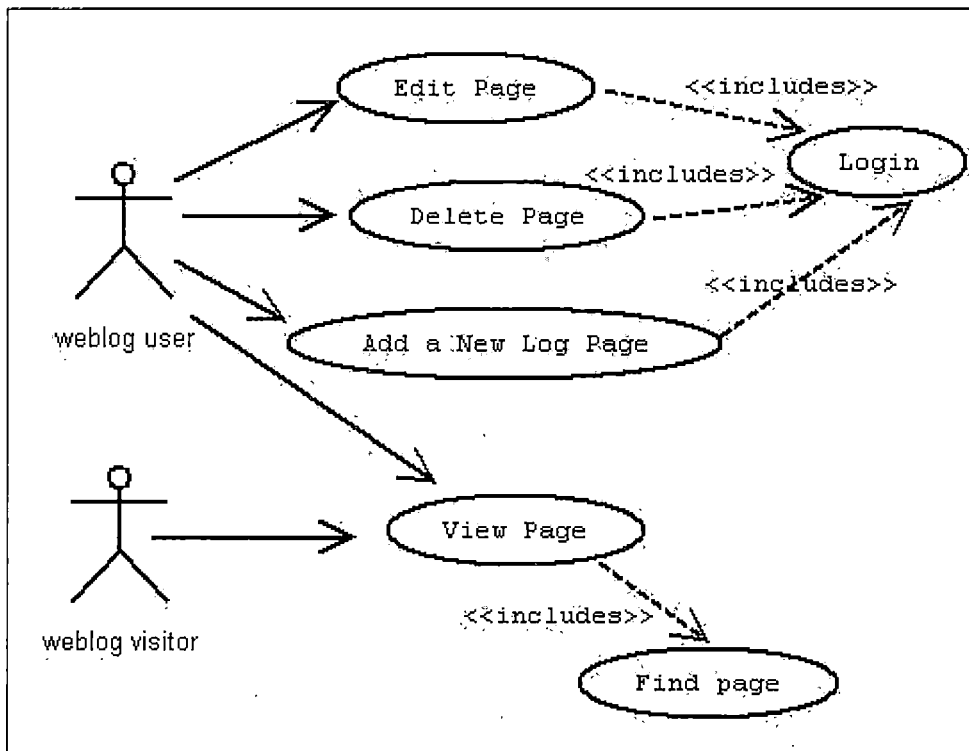 Edit Page
<<includes>>
Login
<<includes>>
Delete Page
<<includes>>
weblog user
Add a New Log Page
View Page
<<includes>>
weblog visitor
Find page